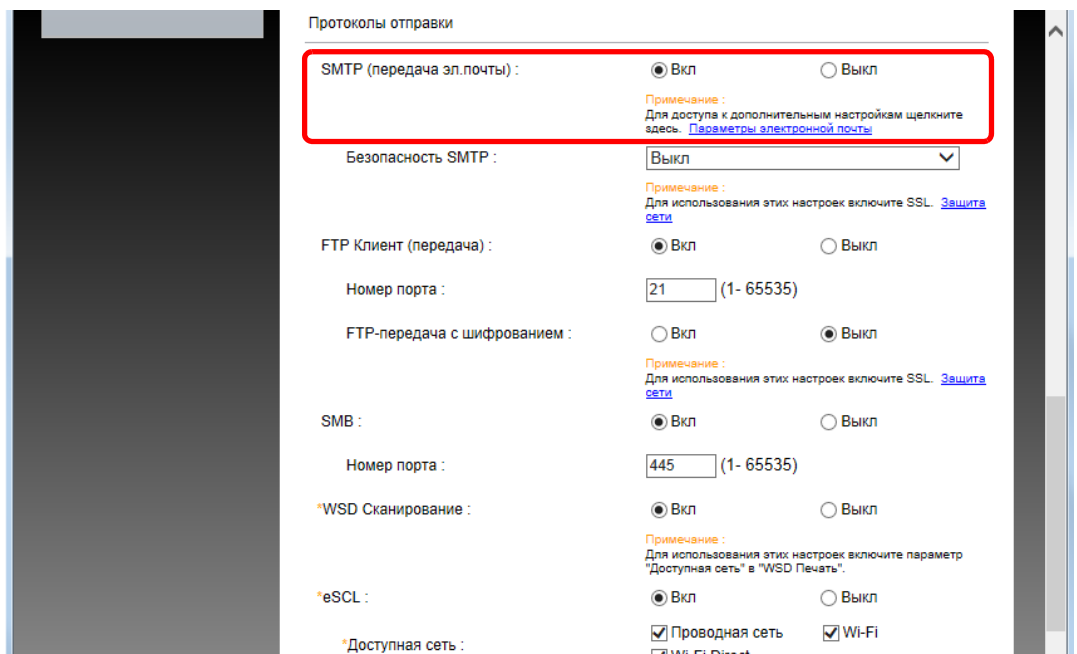 Протоколы отправки
SMTP (передача эл.почты) : Вкл Выкл
Примечание :
Для доступа к дополнительным настройкам щелкните
здесь. Параметры электронной почты
Безопасность SMTP : Выкл
Примечание :
Для использования этих настроек включите SSL. Защита
сети
FTP Клиент (передача) : Вкл Выкл
Номер порта : 21 (1- 65535)
FTP-передача с шифрованием : Вкл Выкл
Примечание :
Для использования этих настроек включите SSL. Защита
сети
SMB : Вкл Выкл
Номер порта : 445 (1- 65535)
*WSD Сканирование : Вкл Выкл
Примечание :
Для использования этих настроек включите параметр
"Доступная сеть" в "WSD Печать".
*eSCL : Вкл Выкл
*Доступная сеть : Проводная сеть Wi-Fi
Wi-Fi Direct